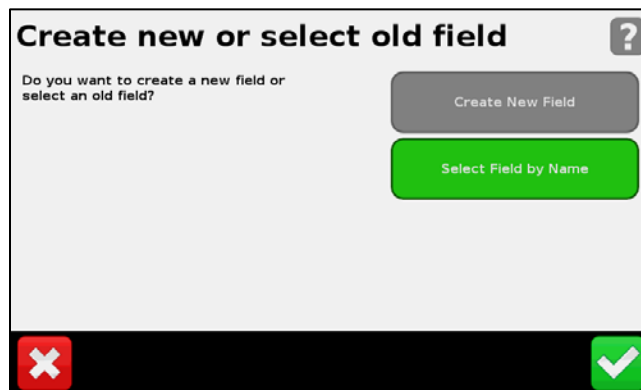 Create new or select old field
?
Do you want to create a new field or
select an old field?
Create New Field
Select Field by Name